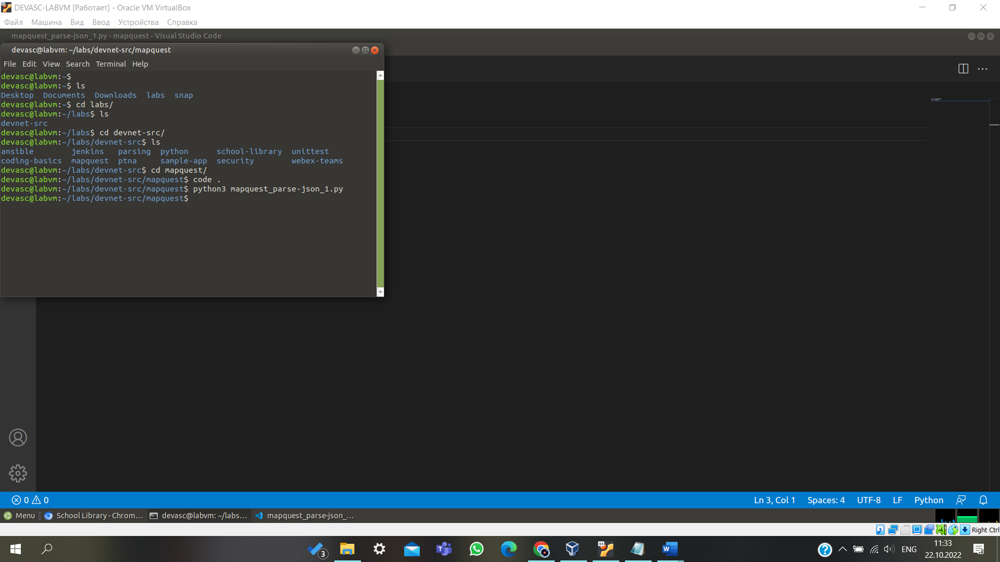 DEVASC-LABVM [Работает] - Oracle VM VirtualBox
Файл Машина Вид Ввод Устройства Справка
mapquest_parse-json_1.py - mapquest - Visual Studio Code
devasc@labvm: ~/labs/devnet-src/mapquest
File Edit View Search Terminal Help
devasc@labvm:~$
devasc@labvm:~$ ls
Desktop Documents Downloads labs snap
devasc@labvm:~$ cd labs/
devasc@labvm:~/labs$ ls
devnet-src
devasc@labvm:~/labs$ cd devnet-src/
devasc@labvm:~/labs/devnet-src$ ls
ansible jenkins parsing python school-library unittest
coding-basics mapquest ptna sample-app security webex-teams
devasc@labvm:~/labs/devnet-src$ cd mapquest/
devasc@labvm:~/labs/devnet-src/mapquest$ code .
devasc@labvm:~/labs/devnet-src/mapquest$ python3 mapquest_parse-json_1.py
devasc@labvm:~/labs/devnet-src/mapquest$
0 0 Ln 3, Col 1 Spaces: 4 UTF-8 LF Python
Menu School Library - Chrom... devasc@labvm: ~/labs... mapquest_parse-json_...
Right Ctrl
3 ENG 11:33
22.10.2022